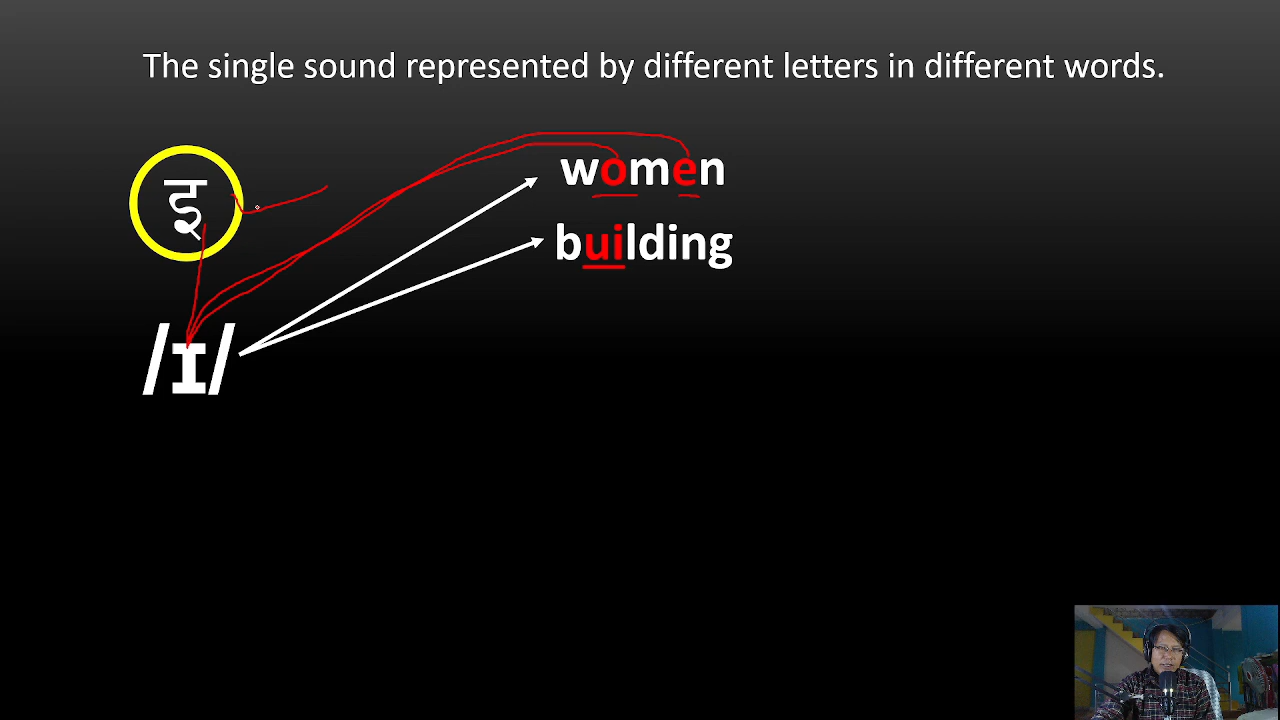 The single sound represented by different letters in different words.
इ
women
building
/ɪ/